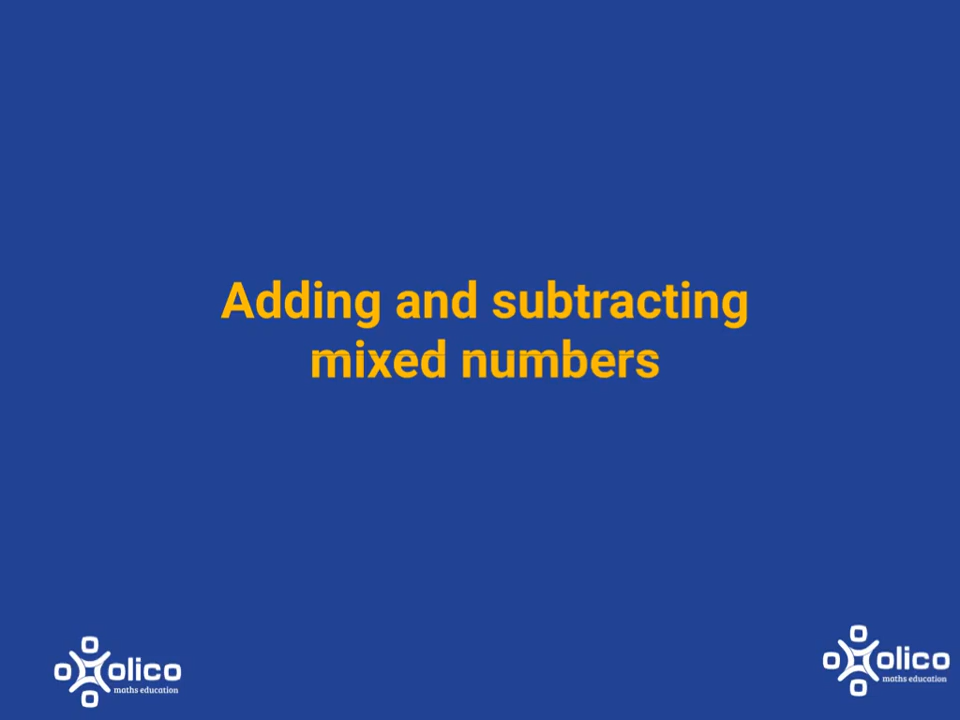 Adding and subtracting
mixed numbers
olico
maths education
olico
maths education